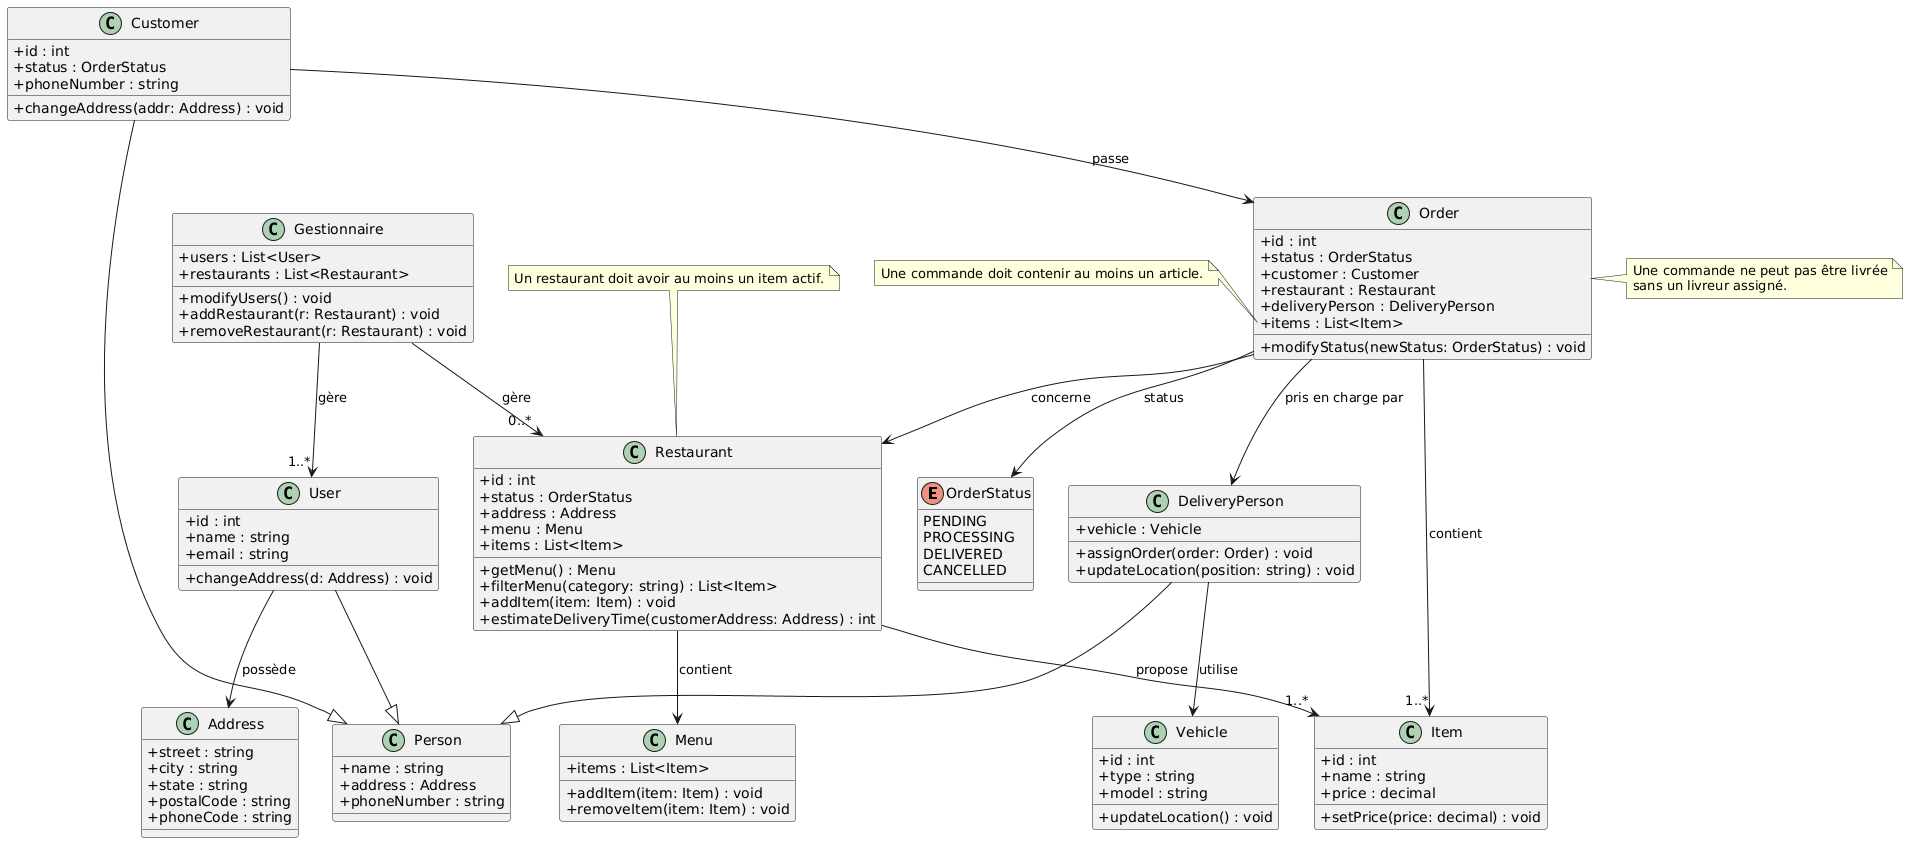 C Customer
+id : int
+status : OrderStatus
+phoneNumber : string
+changeAddress(addr: Address) : void
passe
C Gestionnaire
+users : List<User>
+restaurants : List<Restaurant>
+modifyUsers() : void
+addRestaurant(r: Restaurant) : void
+removeRestaurant(r: Restaurant) : void
Un restaurant doit avoir au moins un item actif.
Une commande doit contenir au moins un article.
C Order
+id : int
+status : OrderStatus
+customer : Customer
+restaurant : Restaurant
+deliveryPerson : DeliveryPerson
+items : List<Item>
+modifyStatus(newStatus: OrderStatus) : void
Une commande ne peut pas être livrée
sans un livreur assigné.
gère
1..*
gère
0..*
concerne
status
pris en charge par
contient
1..*
C User
+id : int
+name : string
+email : string
+changeAddress(d: Address) : void
C Restaurant
+id : int
+status : OrderStatus
+address : Address
+menu : Menu
+items : List<Item>
+getMenu() : Menu
+filterMenu(category: string) : List<Item>
+addItem(item: Item) : void
+estimateDeliveryTime(customerAddress: Address) : int
E OrderStatus
PENDING
PROCESSING
DELIVERED
CANCELLED
C DeliveryPerson
+vehicle : Vehicle
+assignOrder(order: Order) : void
+updateLocation(position: string) : void
possède
contient
propose
1..*
utilise
C Address
+street : string
+city : string
+state : string
+postalCode : string
+phoneCode : string
C Person
+name : string
+address : Address
+phoneNumber : string
C Menu
+items : List<Item>
+addItem(item: Item) : void
+removeItem(item: Item) : void
C Vehicle
+id : int
+type : string
+model : string
+updateLocation() : void
C Item
+id : int
+name : string
+price : decimal
+setPrice(price: decimal) : void